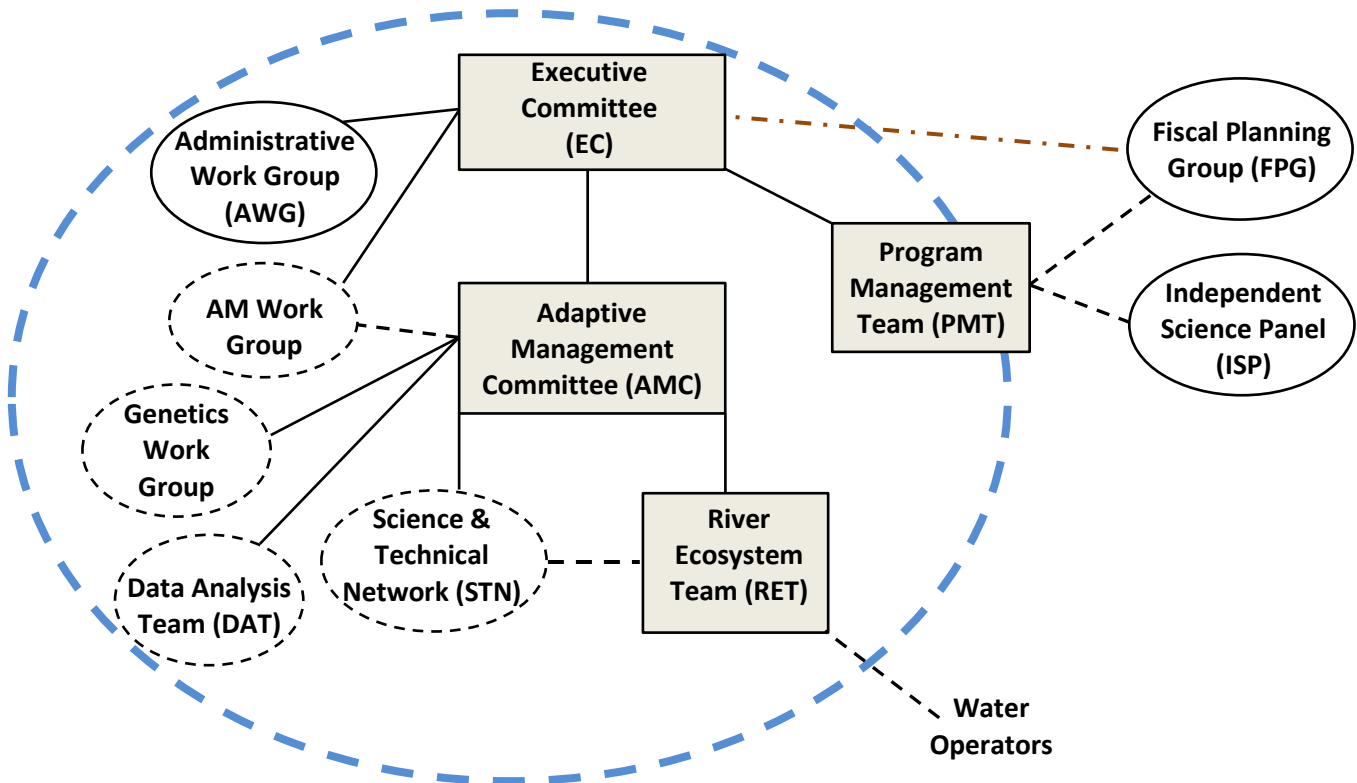 Executive
Committee
(EC)
Administrative
Work Group
(AWG)
Fiscal Planning
Group (FPG)
Program
Management
Team (PMT)
Independent
Science Panel
(ISP)
AM Work
Group
Adaptive
Management
Committee (AMC)
Genetics
Work
Group
Science &
Technical
Network (STN)
River
Ecosystem
Team (RET)
Data Analysis
Team (DAT)
Water
Operators